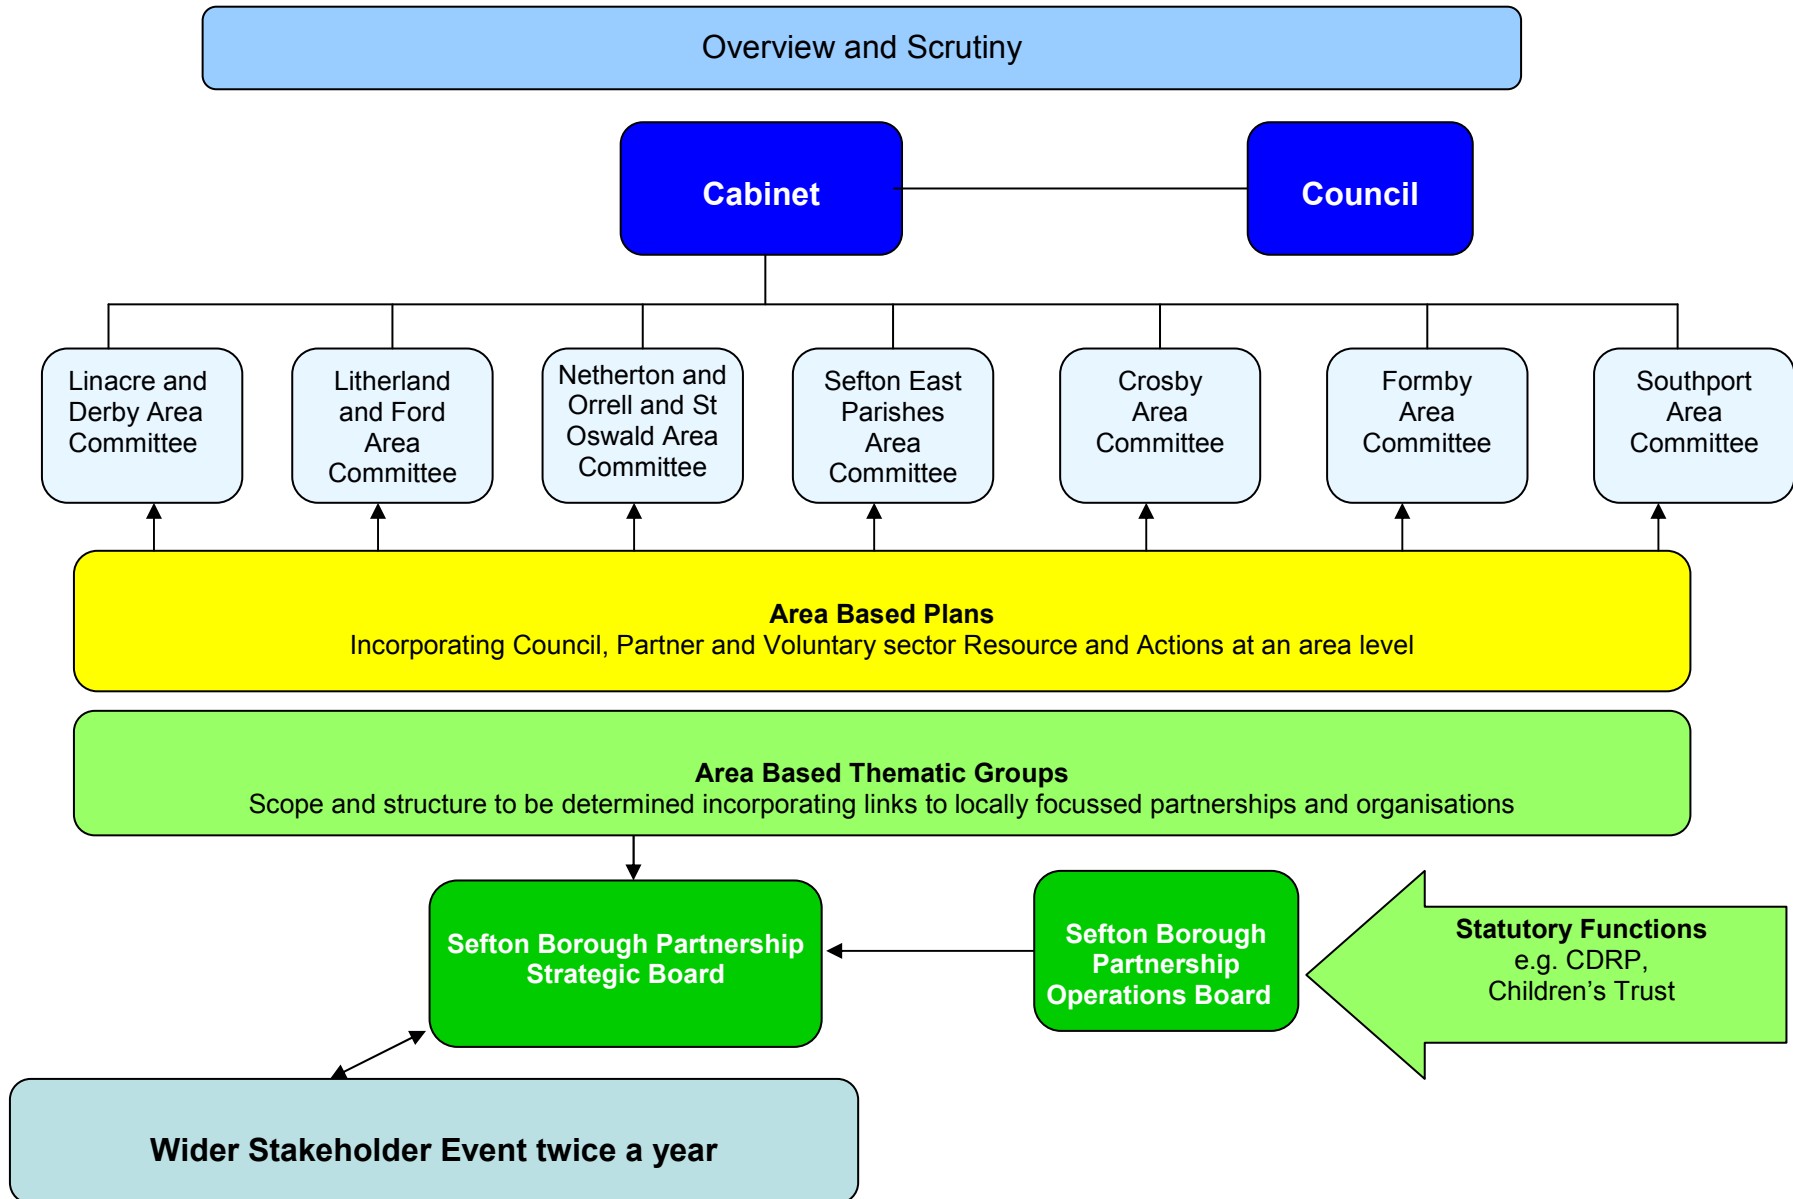 Overview and Scrutiny
Cabinet
Council
Linacre and
Derby Area
Committee
Litherland
and Ford
Area
Committee
Netherton and
Orrell and St
Oswald Area
Committee
Sefton East
Parishes
Area
Committee
Crosby
Area
Committee
Formby
Area
Committee
Southport
Area
Committee
Area Based Plans
Incorporating Council, Partner and Voluntary sector Resource and Actions at an area level
Area Based Thematic Groups
Scope and structure to be determined incorporating links to locally focussed partnerships and organisations
Sefton Borough Partnership
Strategic Board
Sefton Borough
Partnership
Operations Board
Statutory Functions
e.g. CDRP,
Children’s Trust
Wider Stakeholder Event twice a year